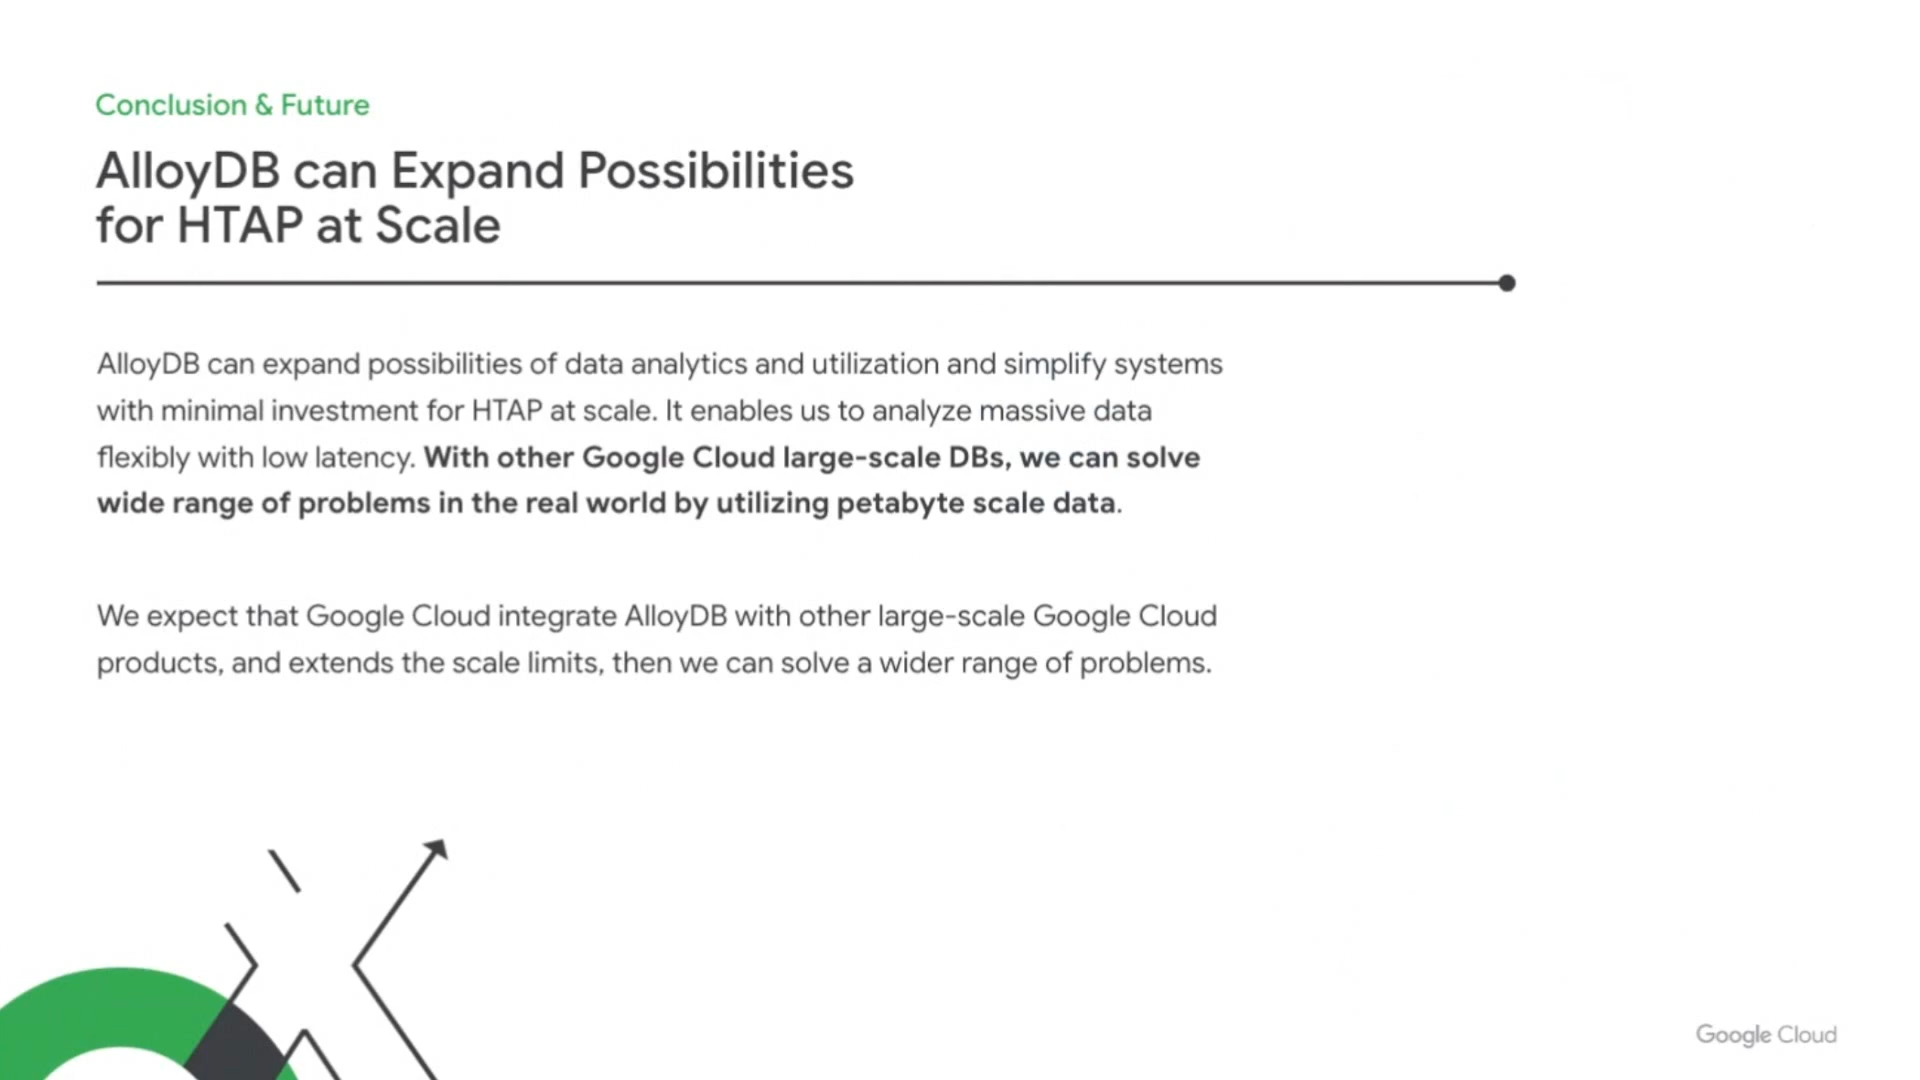 Conclusion & Future
AlloyDB can Expand Possibilities
for HTAP at Scale
AlloyDB can expand possibilities of data analytics and utilization and simplify systems
with minimal investment for HTAP at scale. It enables us to analyze massive data
flexibly with low latency. With other Google Cloud large-scale DBs, we can solve
wide range of problems in the real world by utilizing petabyte scale data.
We expect that Google Cloud integrate AlloyDB with other large-scale Google Cloud
products, and extends the scale limits, then we can solve a wider range of problems.
Google Cloud